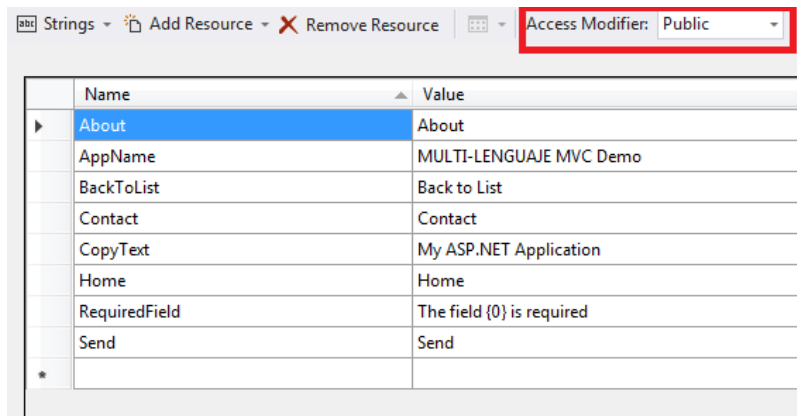 abc Strings Add Resource Remove Resource Access Modifier: Public
Name Value
About About
AppName MULTI-LENGUAJE MVC Demo
BackToList Back to List
Contact Contact
CopyText My ASP.NET Application
Home Home
RequiredField The field {0} is required
Send Send
*